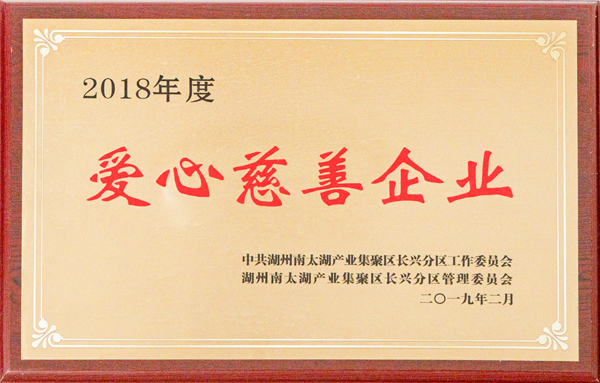 2018年度
爱心慈善企业
中共湖州南太湖产业集聚区长兴分区工作委员会
湖州南太湖产业集聚区长兴分区管理委员会
二〇一九年二月